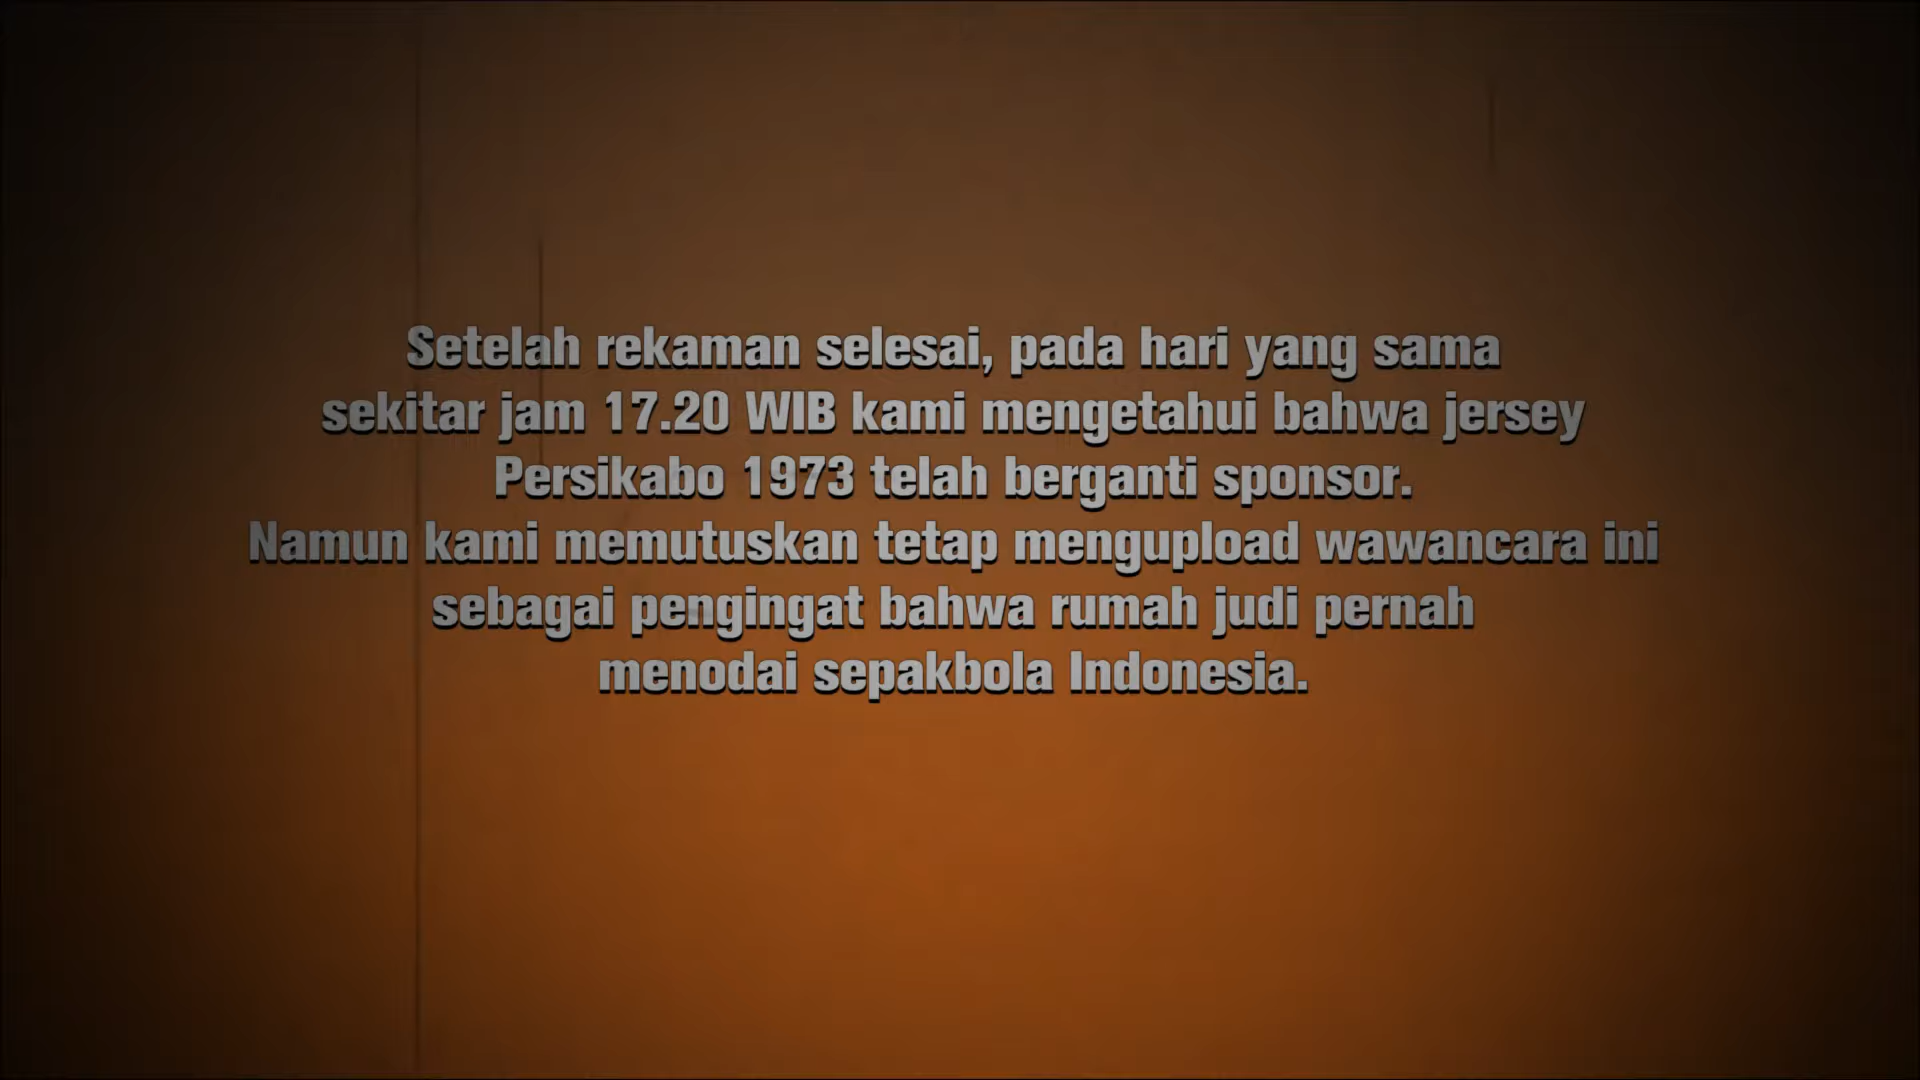 Setelah rekaman selesai, pada hari yang sama
sekitar jam 17.20 WIB kami mengetahui bahwa jersey
Persikabo 1973 telah berganti sponsor.
Namun kami memutuskan tetap mengupload wawancara ini
sebagai pengingat bahwa rumah judi pernah
menodai sepakbola Indonesia.